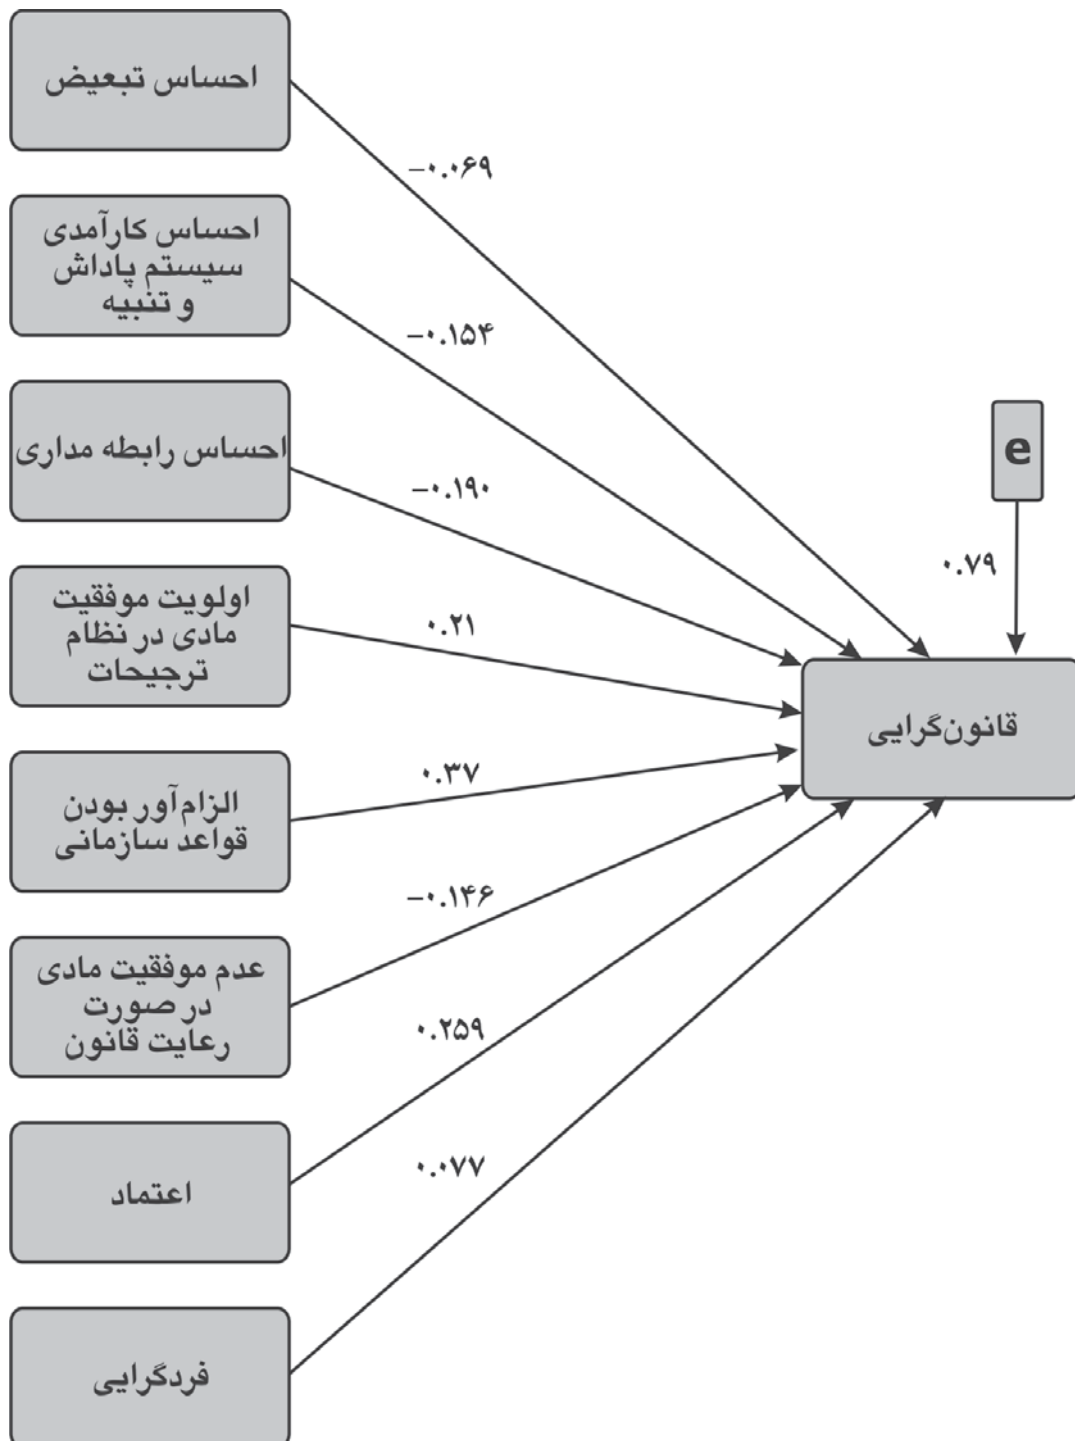 احساس تبعیض
−۰.۰۶۹
احساس کارآمدی
سیستم پاداش
و تنبیه
−۰.۱۵۴
احساس رابطه مداری
−۰.۱۹۰
e
۰.۷۹
اولویت موفقیت
مادی در نظام
ترجیحات
۰.۲۱
قانون‌گرایی
الزام‌آور بودن
قواعد سازمانی
۰.۳۷
عدم موفقیت مادی
در صورت
رعایت قانون
−۰.۱۴۶
اعتماد
۰.۲۵۹
فردگرایی
۰.۰۷۷